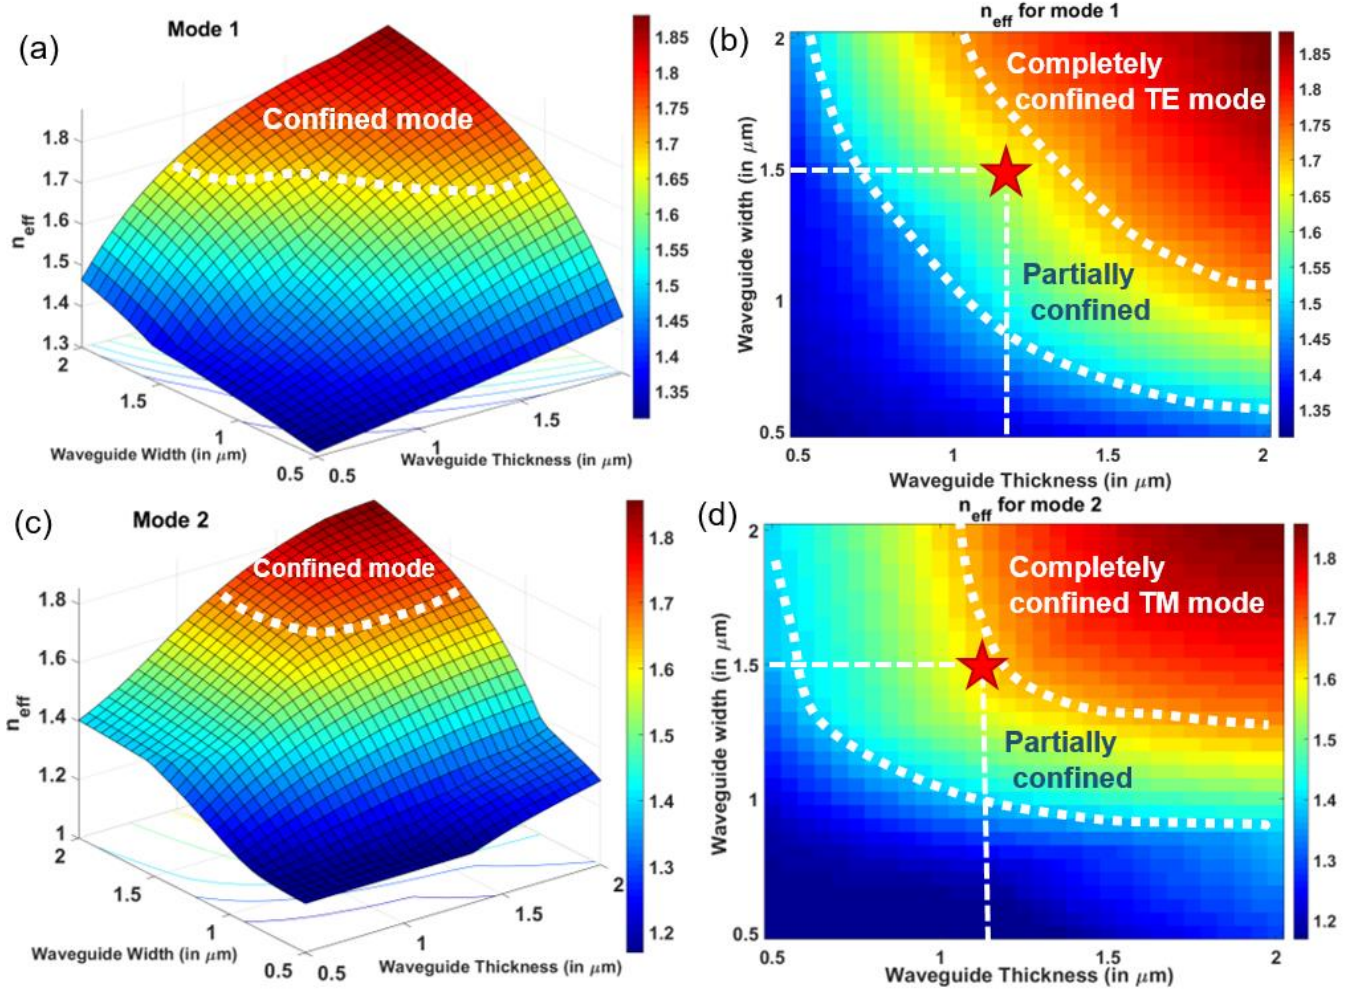 (a)
Mode 1
Confined mode
n_eff
1.8
1.7
1.6
1.5
1.4
1.3
2
1.5
1
0.5
Waveguide Width (in μm)
0.5
1
1.5
Waveguide Thickness (in μm)
1.85
1.8
1.75
1.7
1.65
1.6
1.55
1.5
1.45
1.4
1.35
(b)
n_eff for mode 1
Completely
confined TE mode
Partially
confined
Waveguide width (in μm)
2
1.5
1
0.5
0.5
1
1.5
2
Waveguide Thickness (in μm)
1.85
1.8
1.75
1.7
1.65
1.6
1.55
1.5
1.45
1.4
1.35
(c)
Mode 2
Confined mode
n_eff
1.8
1.6
1.4
1.2
1
2
1.5
1
0.5
Waveguide Width (in μm)
0.5
1
1.5
2
Waveguide Thickness (in μm)
1.8
1.7
1.6
1.5
1.4
1.3
1.2
(d)
n_eff for mode 2
Completely
confined TM mode
Partially
confined
Waveguide width (in μm)
2
1.5
1
0.5
0.5
1
1.5
2
Waveguide Thickness (in μm)
1.8
1.7
1.6
1.5
1.4
1.3
1.2